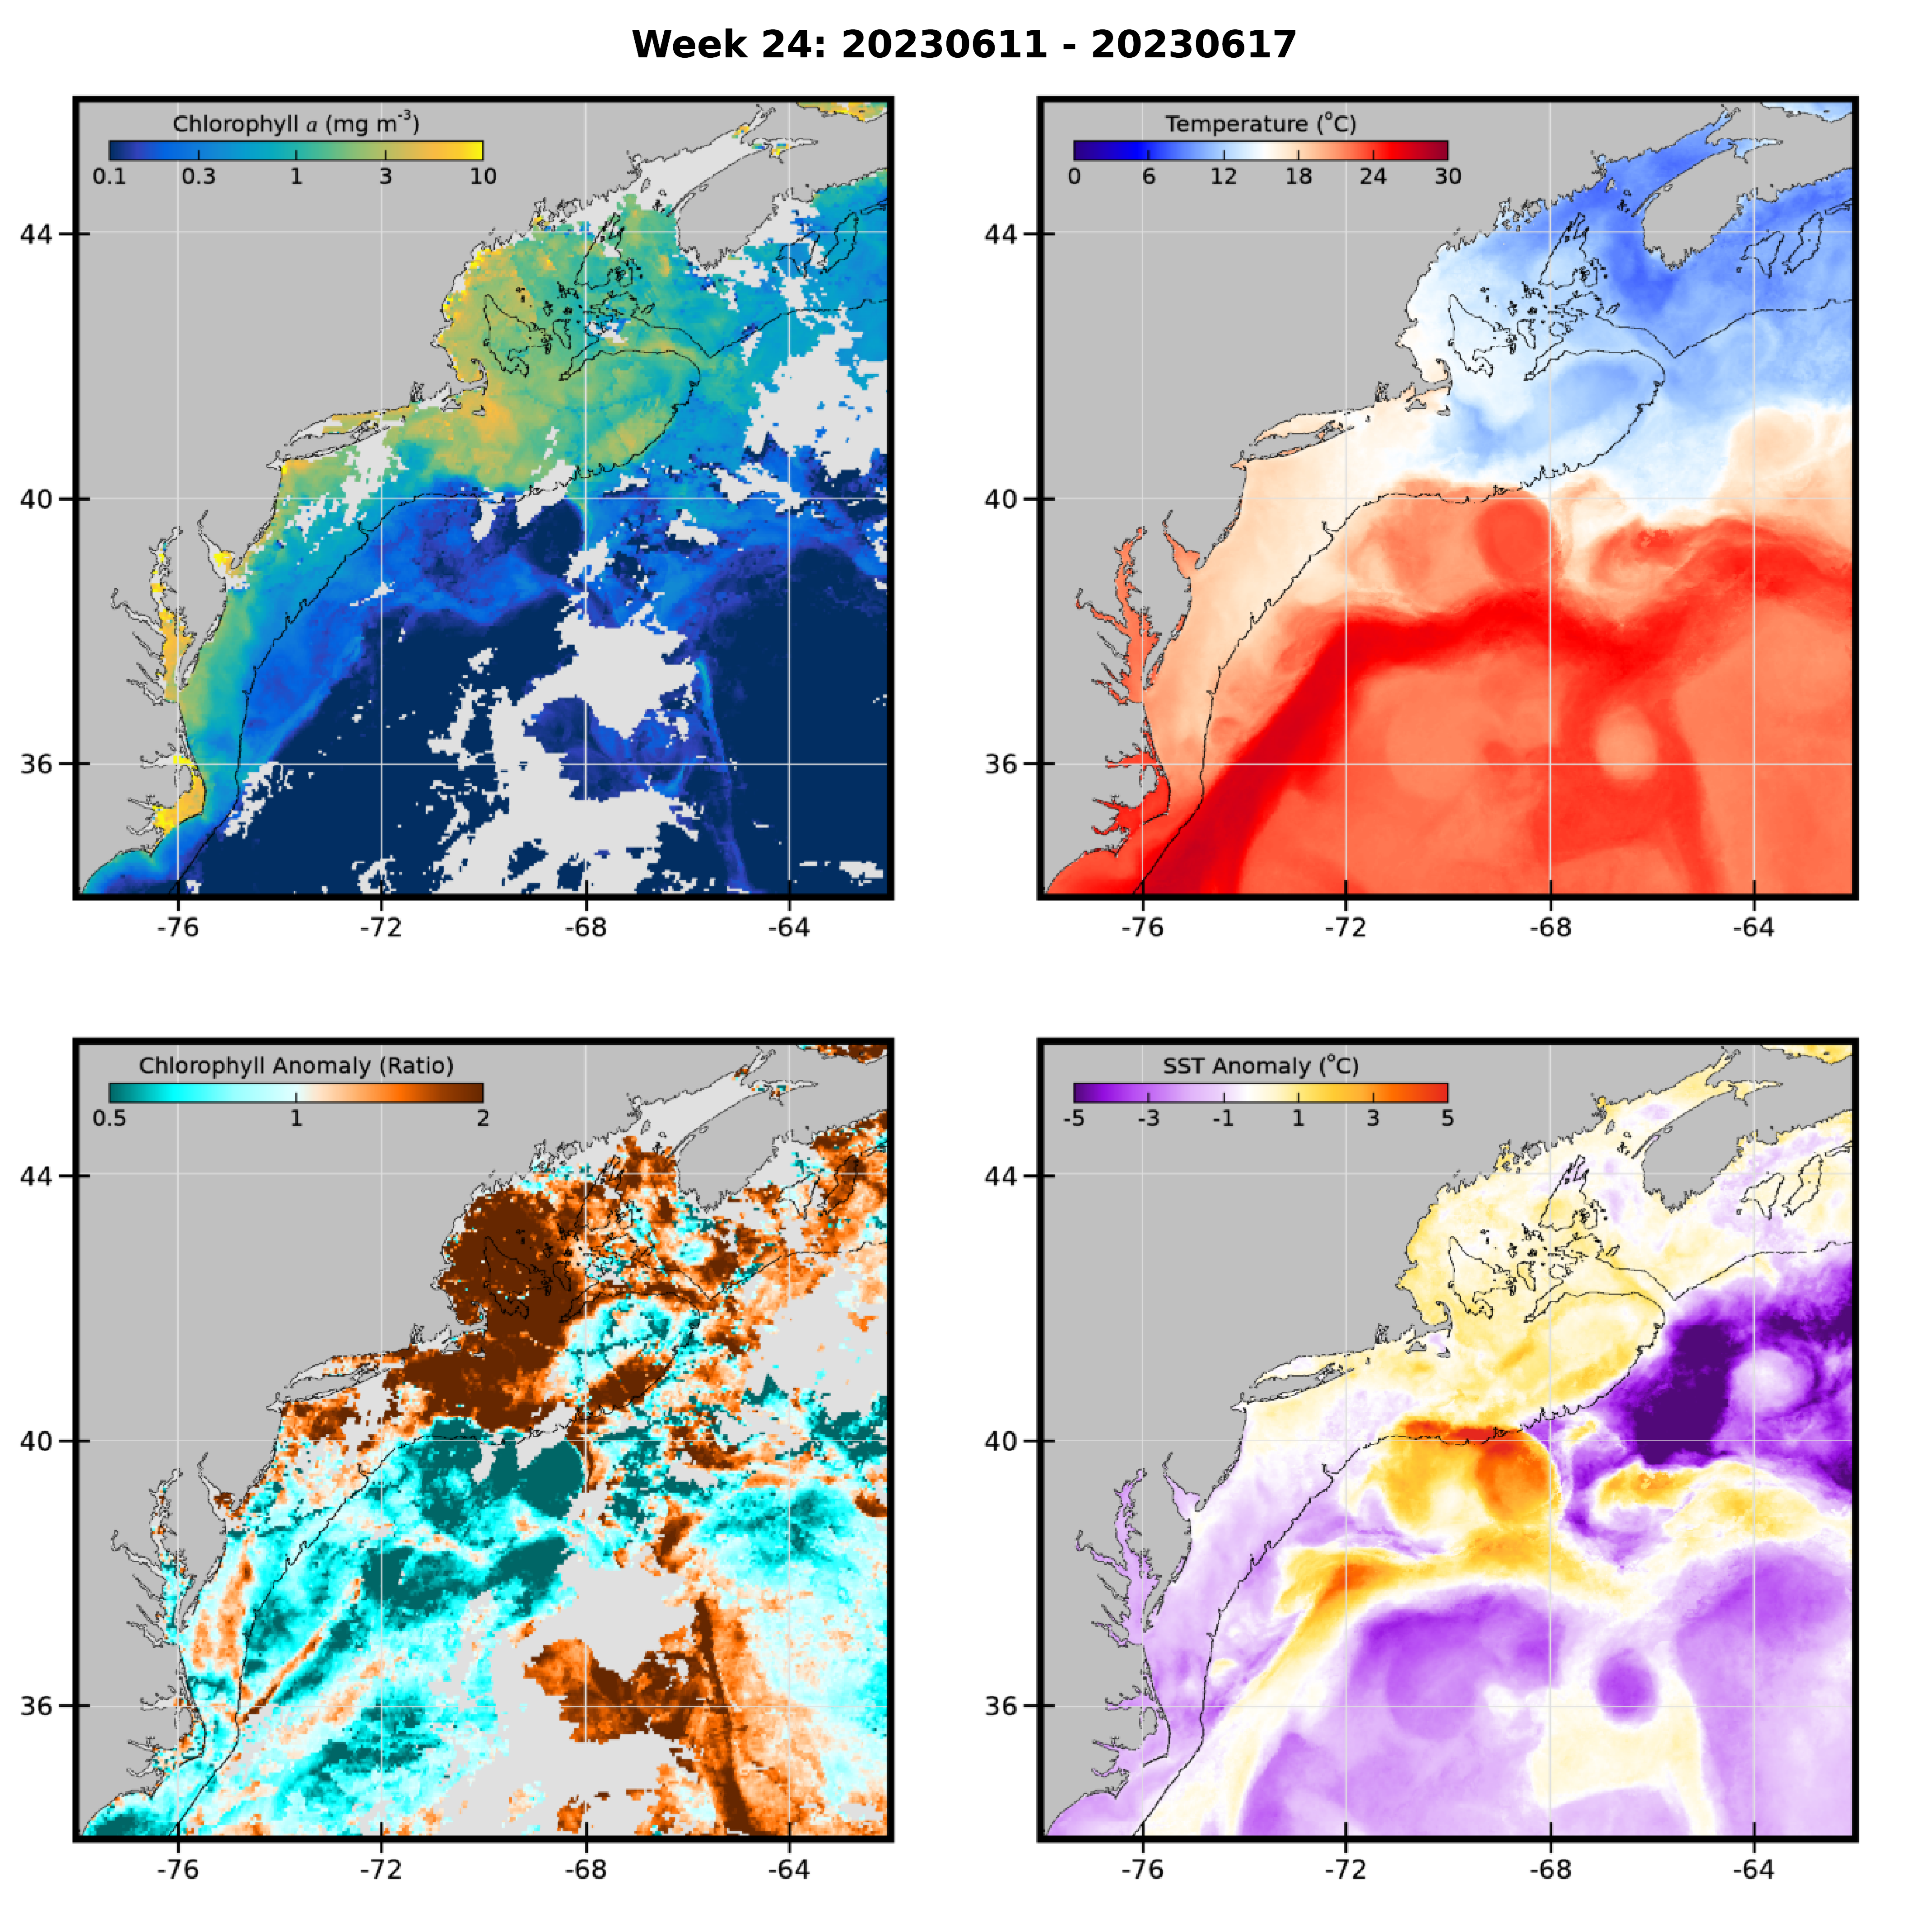 Week 24: 20230611 - 20230617
Chlorophyll a (mg m-3)
0.1 0.3 1 3 10
44
40
36
-76 -72 -68 -64
Temperature (°C)
0 6 12 18 24 30
44
40
36
-76 -72 -68 -64
Chlorophyll Anomaly (Ratio)
0.5 1 2
44
40
36
-76 -72 -68 -64
SST Anomaly (°C)
-5 -3 -1 1 3 5
44
40
36
-76 -72 -68 -64